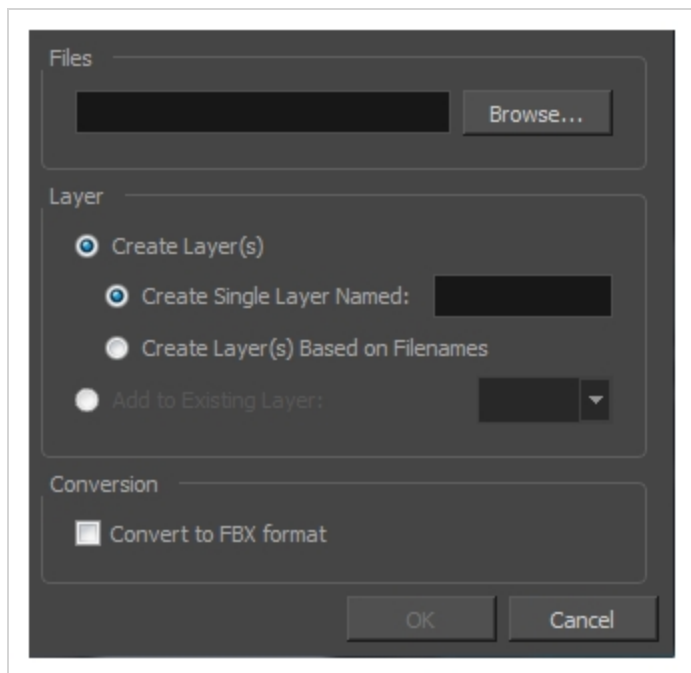 Files
Browse...
Layer
Create Layer(s)
Create Single Layer Named:
Create Layer(s) Based on Filenames
Add to Existing Layer:
Conversion
Convert to FBX format
OK
Cancel